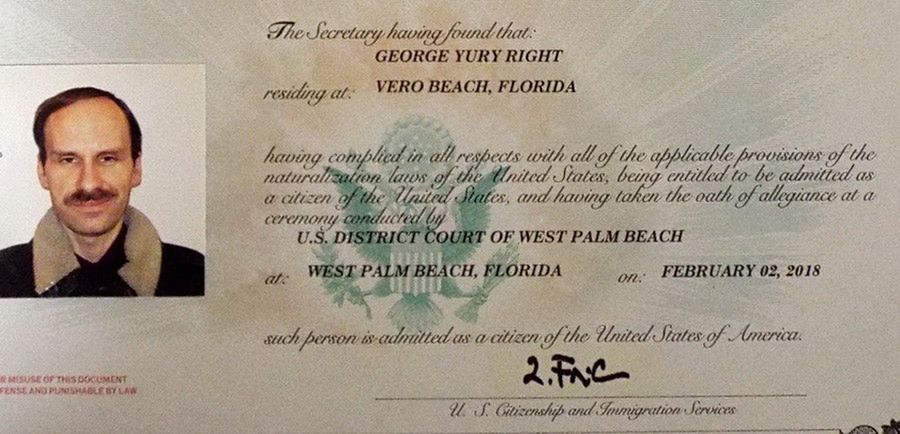 The Secretary having found that:
GEORGE YURY RIGHT
residing at: VERO BEACH, FLORIDA
having complied in all respects with all of the applicable provisions of the
naturalization laws of the United States, being entitled to be admitted as
a citizen of the United States, and having taken the oath of allegiance at a
ceremony conducted by
U.S. DISTRICT COURT OF WEST PALM BEACH
at: WEST PALM BEACH, FLORIDA on: FEBRUARY 02, 2018
such person is admitted as a citizen of the United States of America.
U. S. Citizenship and Immigration Services
MISUSE OF THIS DOCUMENT
AND PUNISHABLE BY LAW